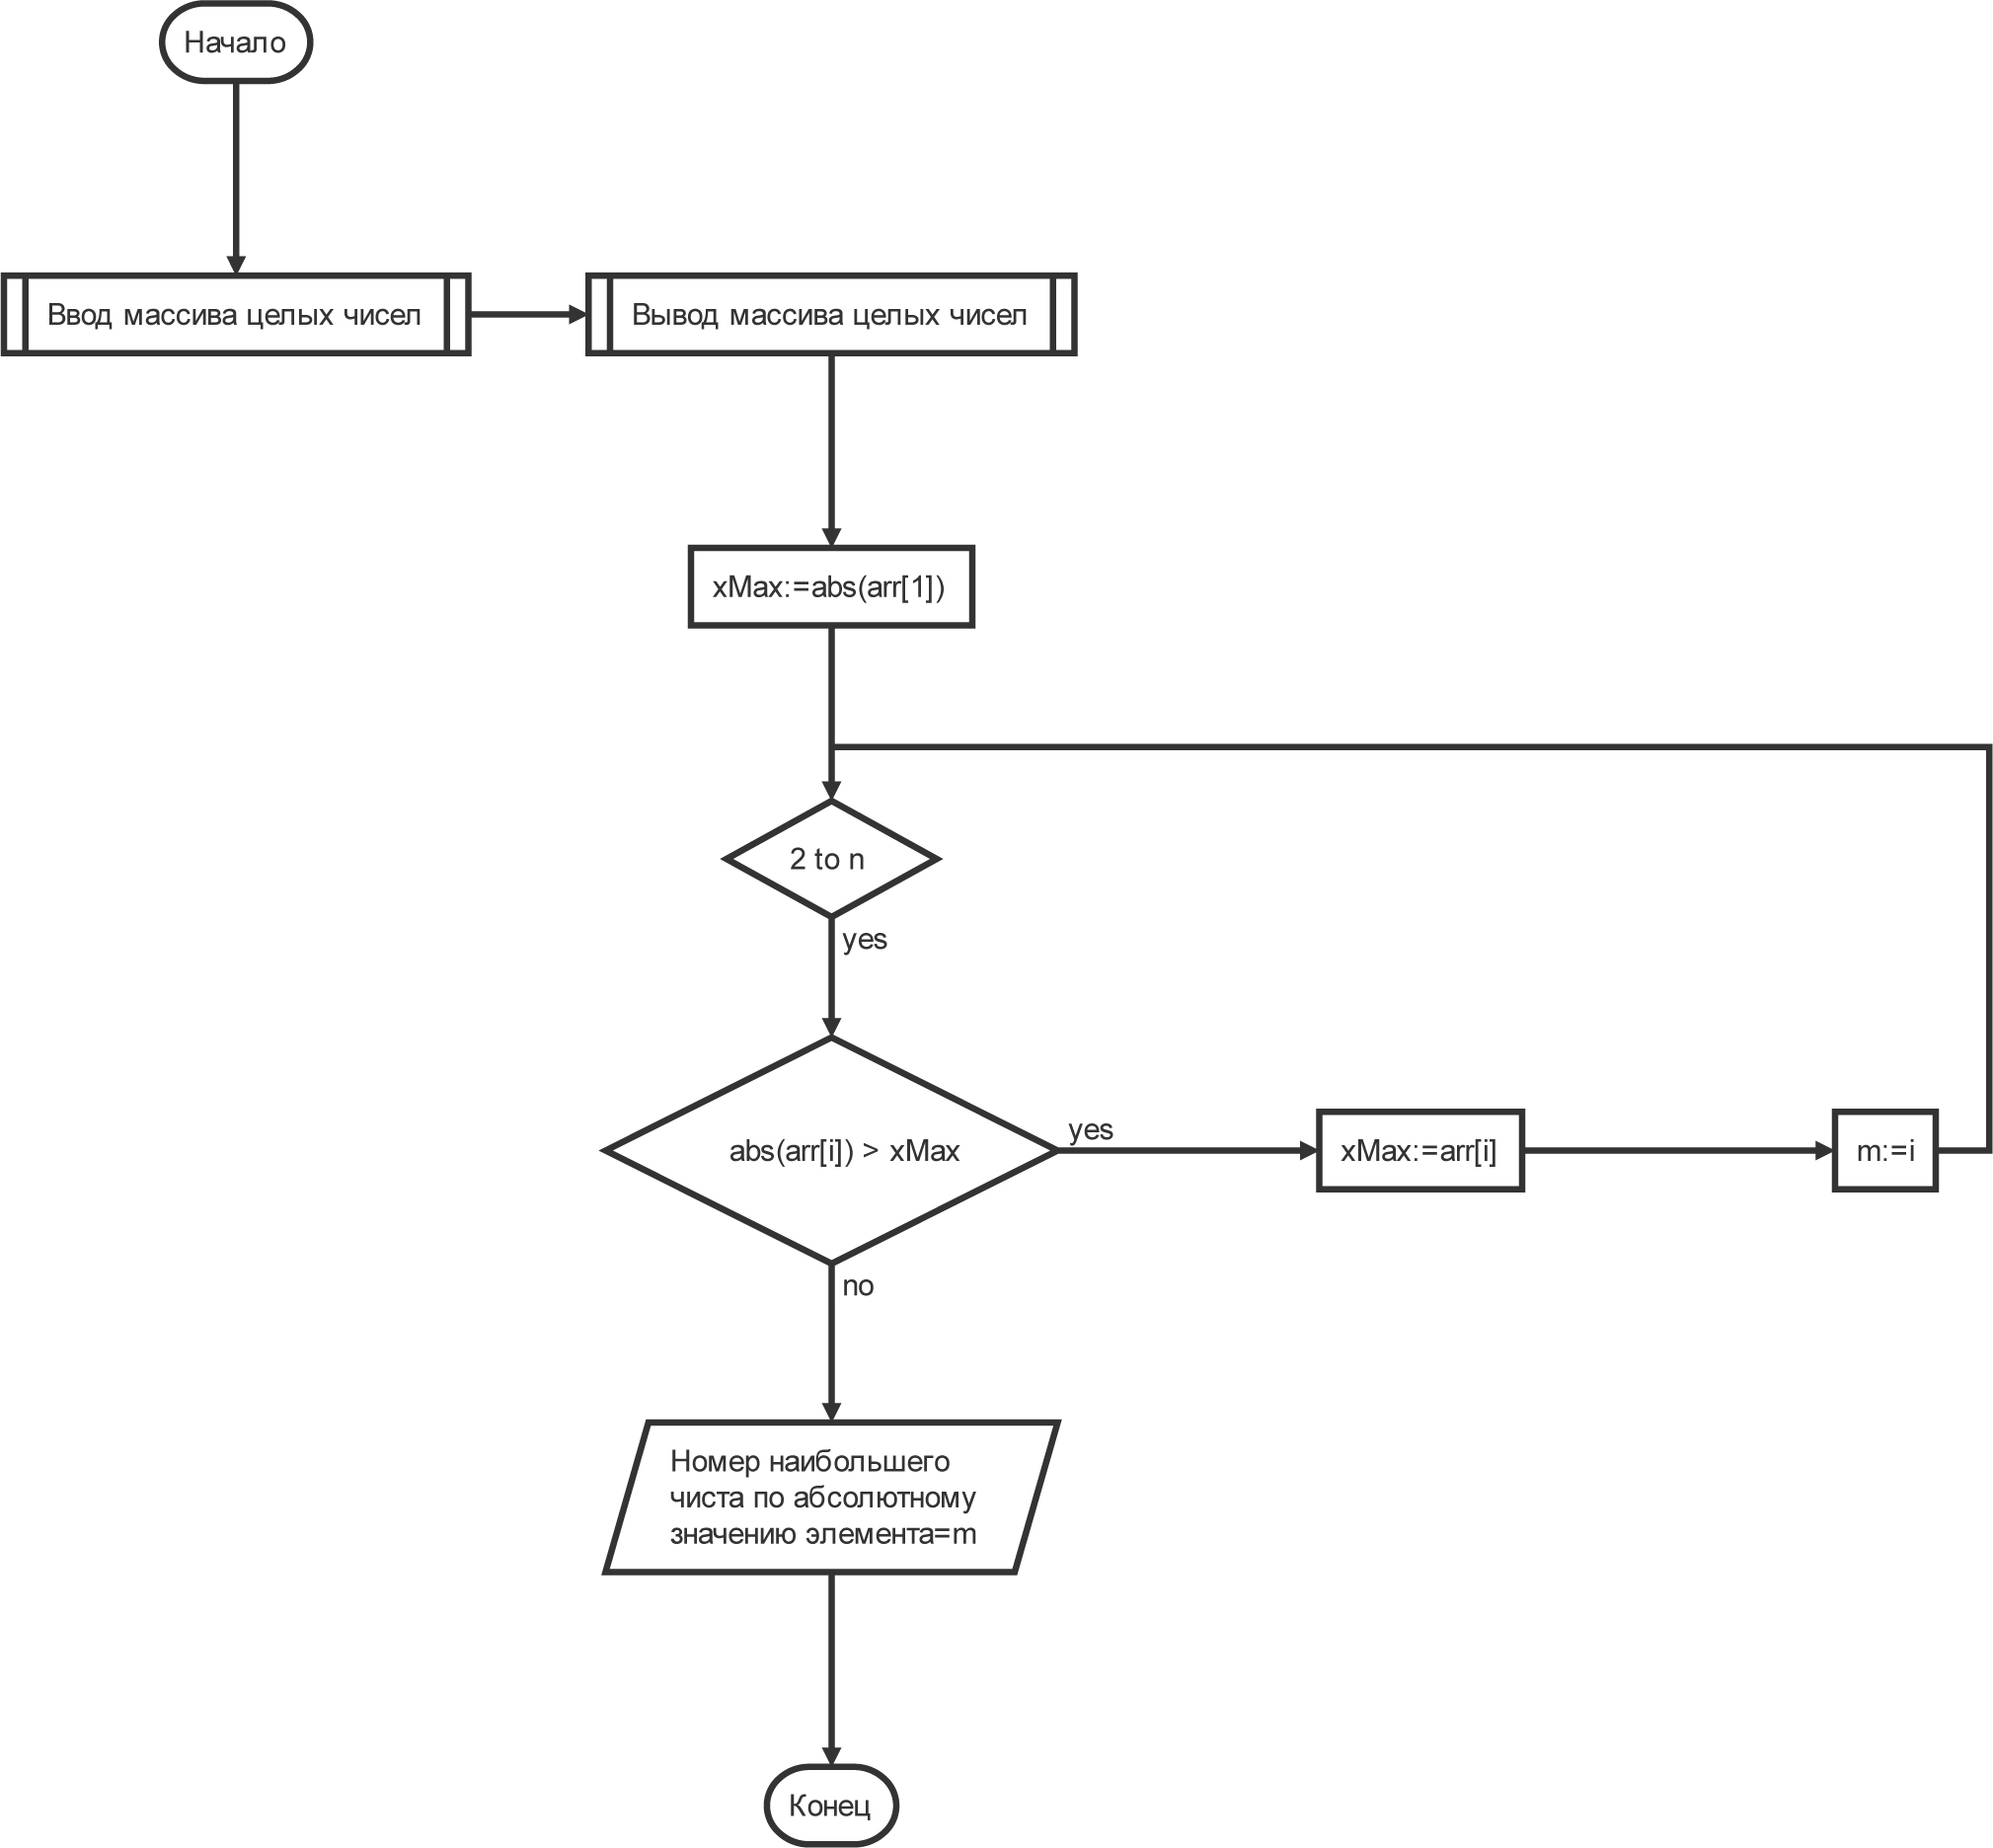 Начало
Ввод массива целых чисел
Вывод массива целых чисел
xMax:=abs(arr[1])
2 to n
yes
abs(arr[i]) > xMax
yes
xMax:=arr[i]
m:=i
no
Номер наибольшего
чиста по абсолютному
значению элемента=m
Конец